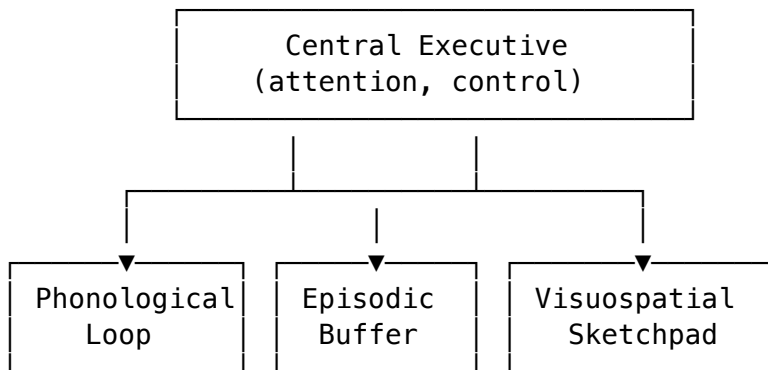 Central Executive
(attention, control)
Phonological Episodic Visuospatial
Loop Buffer Sketchpad